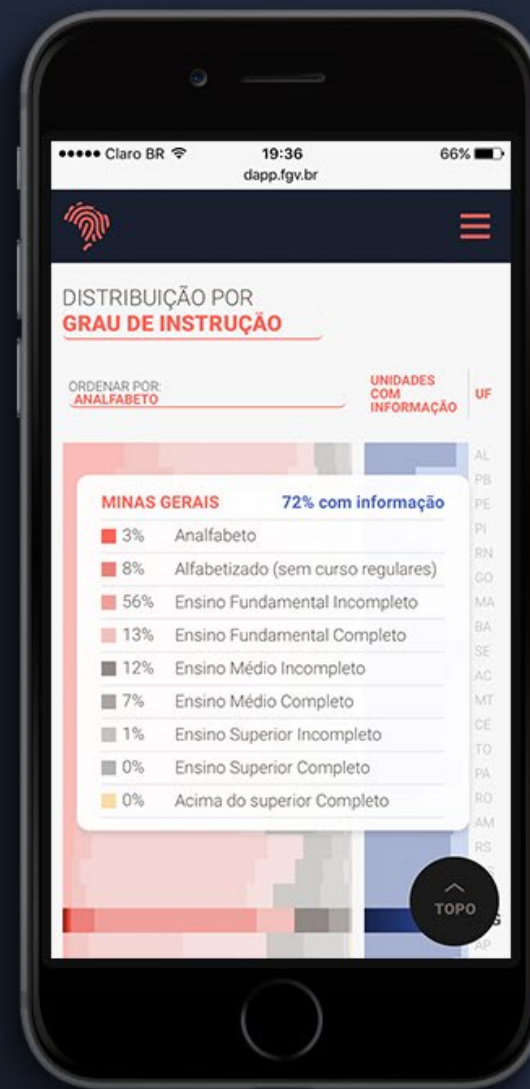 Claro BR 19:36 66%
dapp.fgv.br
DISTRIBUIÇÃO POR
GRAU DE INSTRUÇÃO
ORDENAR POR:
ANALFABETO
UNIDADES
COM
INFORMAÇÃO
UF
AL
PB
PE
PI
RN
GO
MA
BA
SE
AC
MT
CE
TO
PA
RO
AM
RS
MINAS GERAIS 72% com informação
3% Analfabeto
8% Alfabetizado (sem curso regulares)
56% Ensino Fundamental Incompleto
13% Ensino Fundamental Completo
12% Ensino Médio Incompleto
7% Ensino Médio Completo
1% Ensino Superior Incompleto
0% Ensino Superior Completo
0% Acima do superior Completo
TOPO
AP